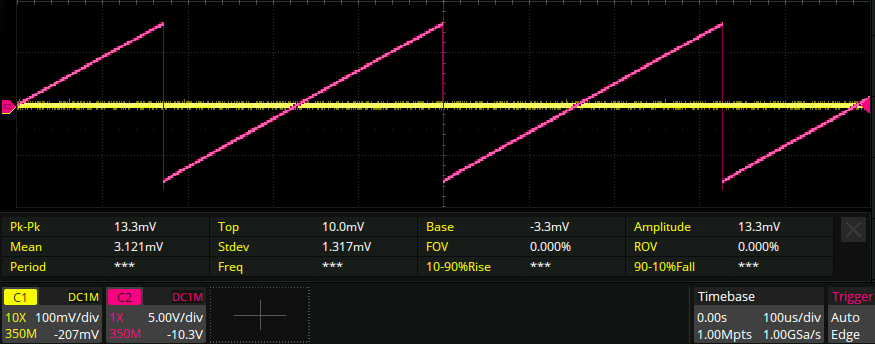 C2
Pk-Pk 13.3mV Top 10.0mV Base -3.3mV Amplitude 13.3mV
Mean 3.121mV Stdev 1.317mV FOV 0.000% ROV 0.000%
Period *** Freq *** 10-90%Rise *** 90-10%Fall ***
C1 DC1M C2 DC1M Timebase Trigger
10X 100mV/div 1X 5.00V/div 0.00s 100us/div Auto
350M -207mV 350M -10.3V 1.00Mpts 1.00GSa/s Edge